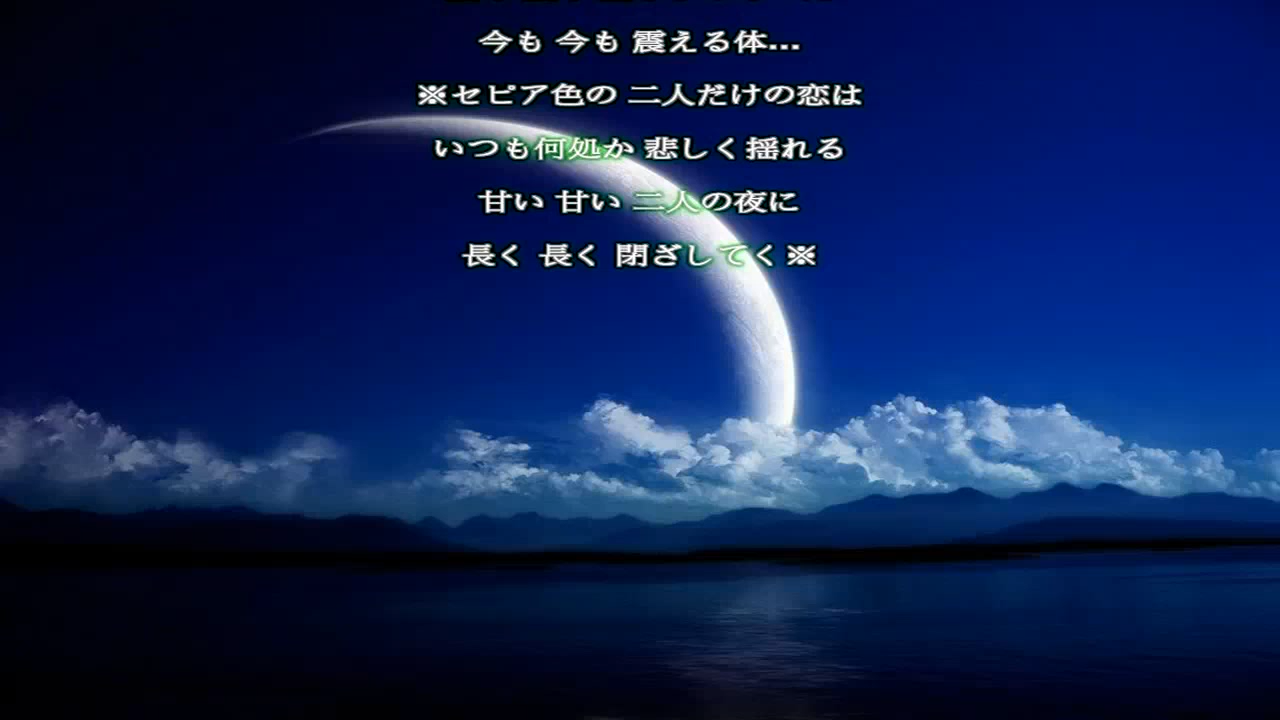 今も 今も 震える体…
※セピア色の 二人だけの恋は
いつも何処か 悲しく揺れる
甘い 甘い 二人の夜に
長く 長く 閉ざしてく※